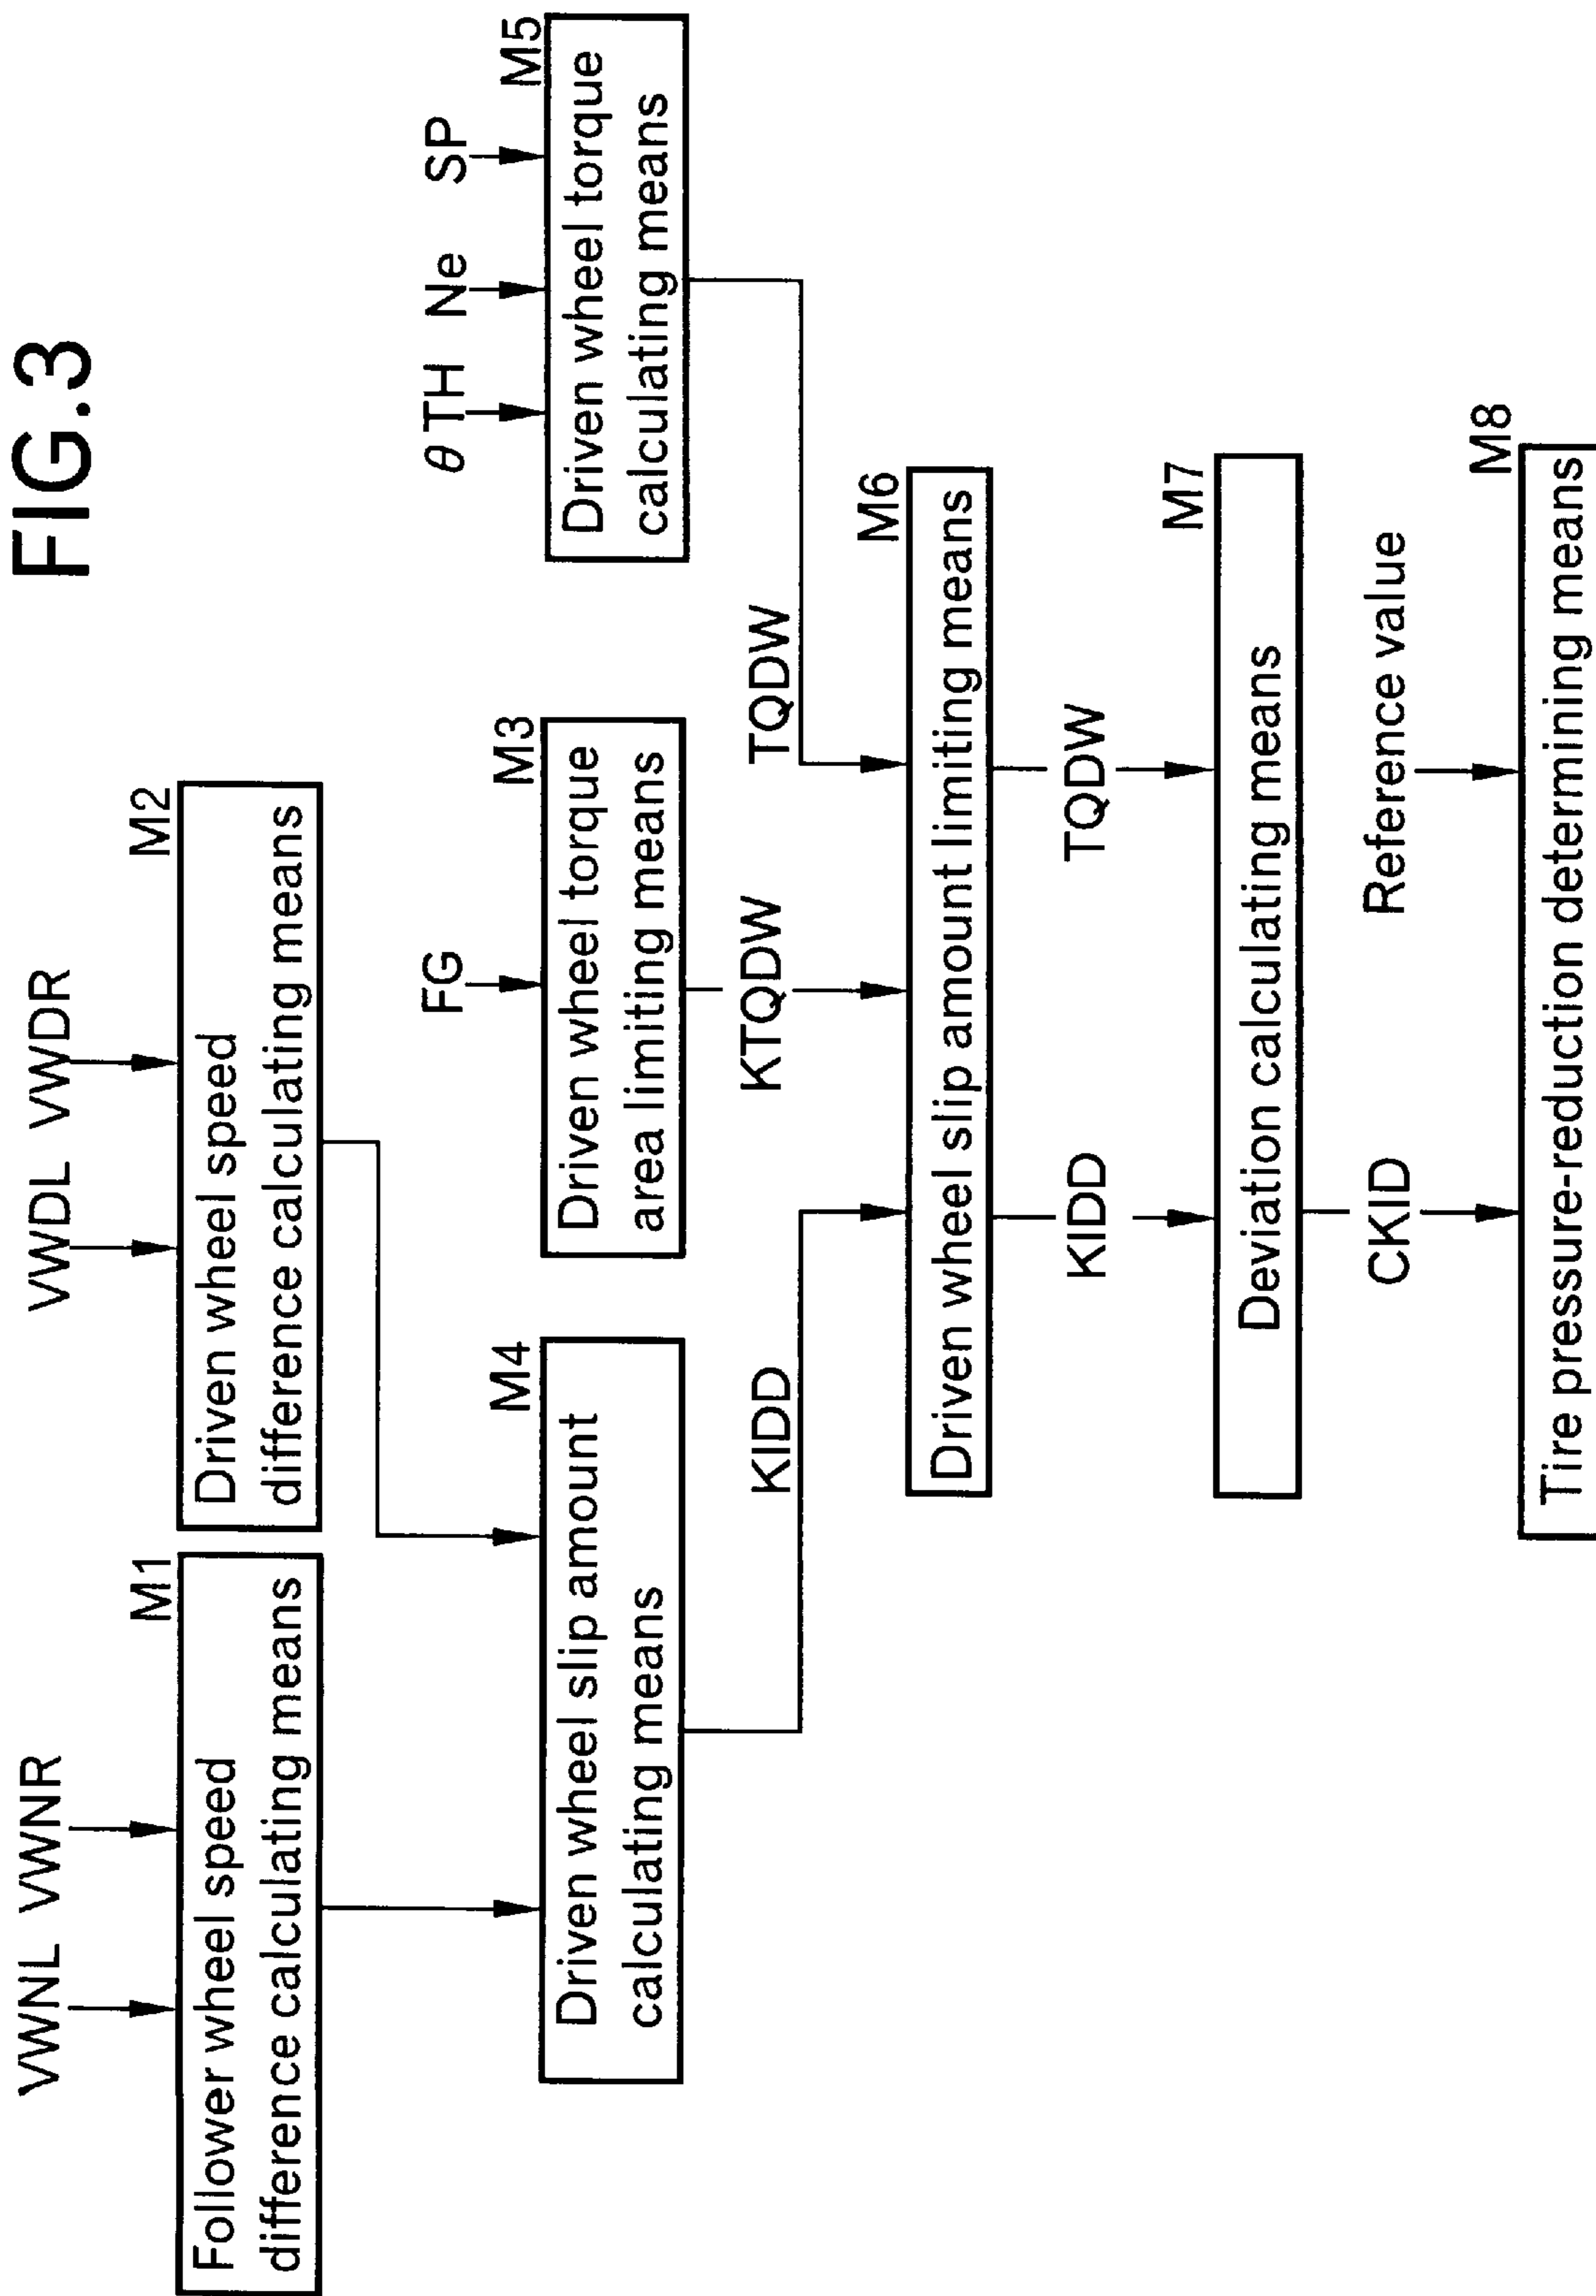 FIG.3
VWNL VWNR
VWDL VWDR
M1
Follower wheel speed
difference calculating means
M2
Driven wheel speed
difference calculating means
FG
θTH Ne SP
M4
Driven wheel slip amount
calculating means
M3
Driven wheel torque
area limiting means
M5
Driven wheel torque
calculating means
KIDD
KTQDW
TQDW
M6
Driven wheel slip amount limiting means
KIDD
TQDW
M7
Deviation calculating means
CKID
Reference value
M8
Tire pressure-reduction determining means